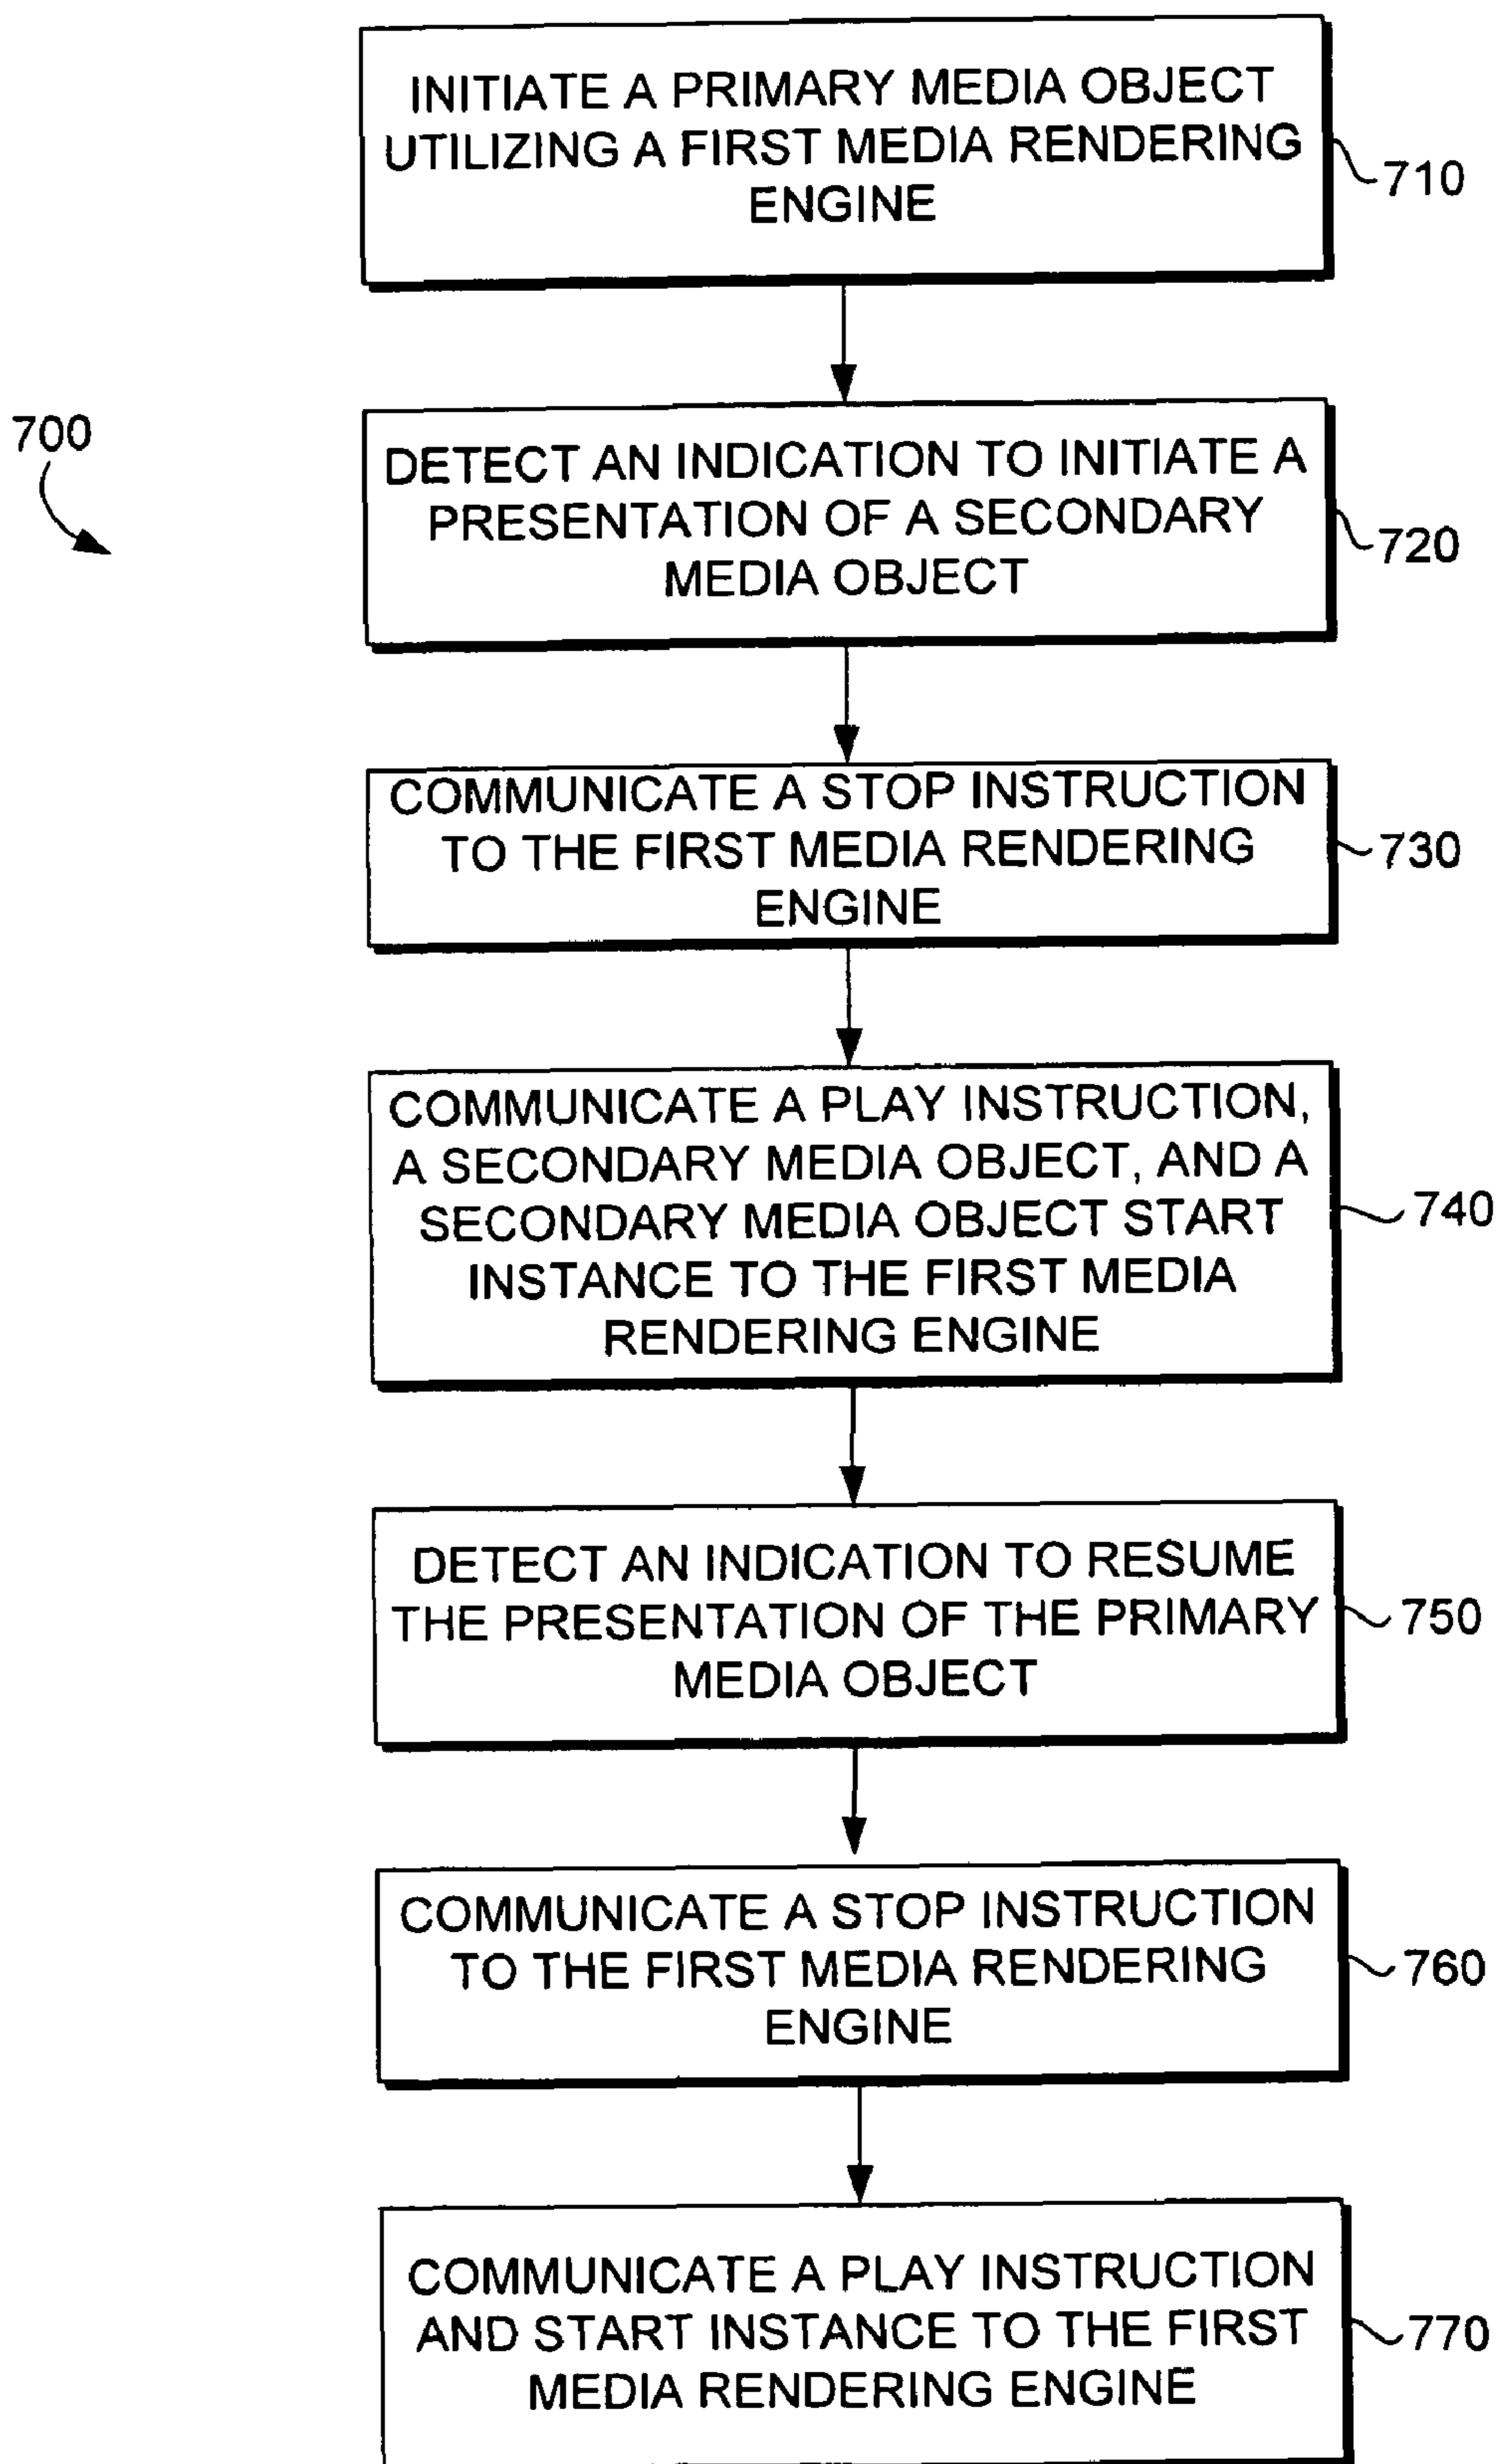 INITIATE A PRIMARY MEDIA OBJECT
UTILIZING A FIRST MEDIA RENDERING
ENGINE
710
700
DETECT AN INDICATION TO INITIATE A
PRESENTATION OF A SECONDARY
MEDIA OBJECT
720
COMMUNICATE A STOP INSTRUCTION
TO THE FIRST MEDIA RENDERING
ENGINE
730
COMMUNICATE A PLAY INSTRUCTION,
A SECONDARY MEDIA OBJECT, AND A
SECONDARY MEDIA OBJECT START
INSTANCE TO THE FIRST MEDIA
RENDERING ENGINE
740
DETECT AN INDICATION TO RESUME
THE PRESENTATION OF THE PRIMARY
MEDIA OBJECT
750
COMMUNICATE A STOP INSTRUCTION
TO THE FIRST MEDIA RENDERING
ENGINE
760
COMMUNICATE A PLAY INSTRUCTION
AND START INSTANCE TO THE FIRST
MEDIA RENDERING ENGINE
770